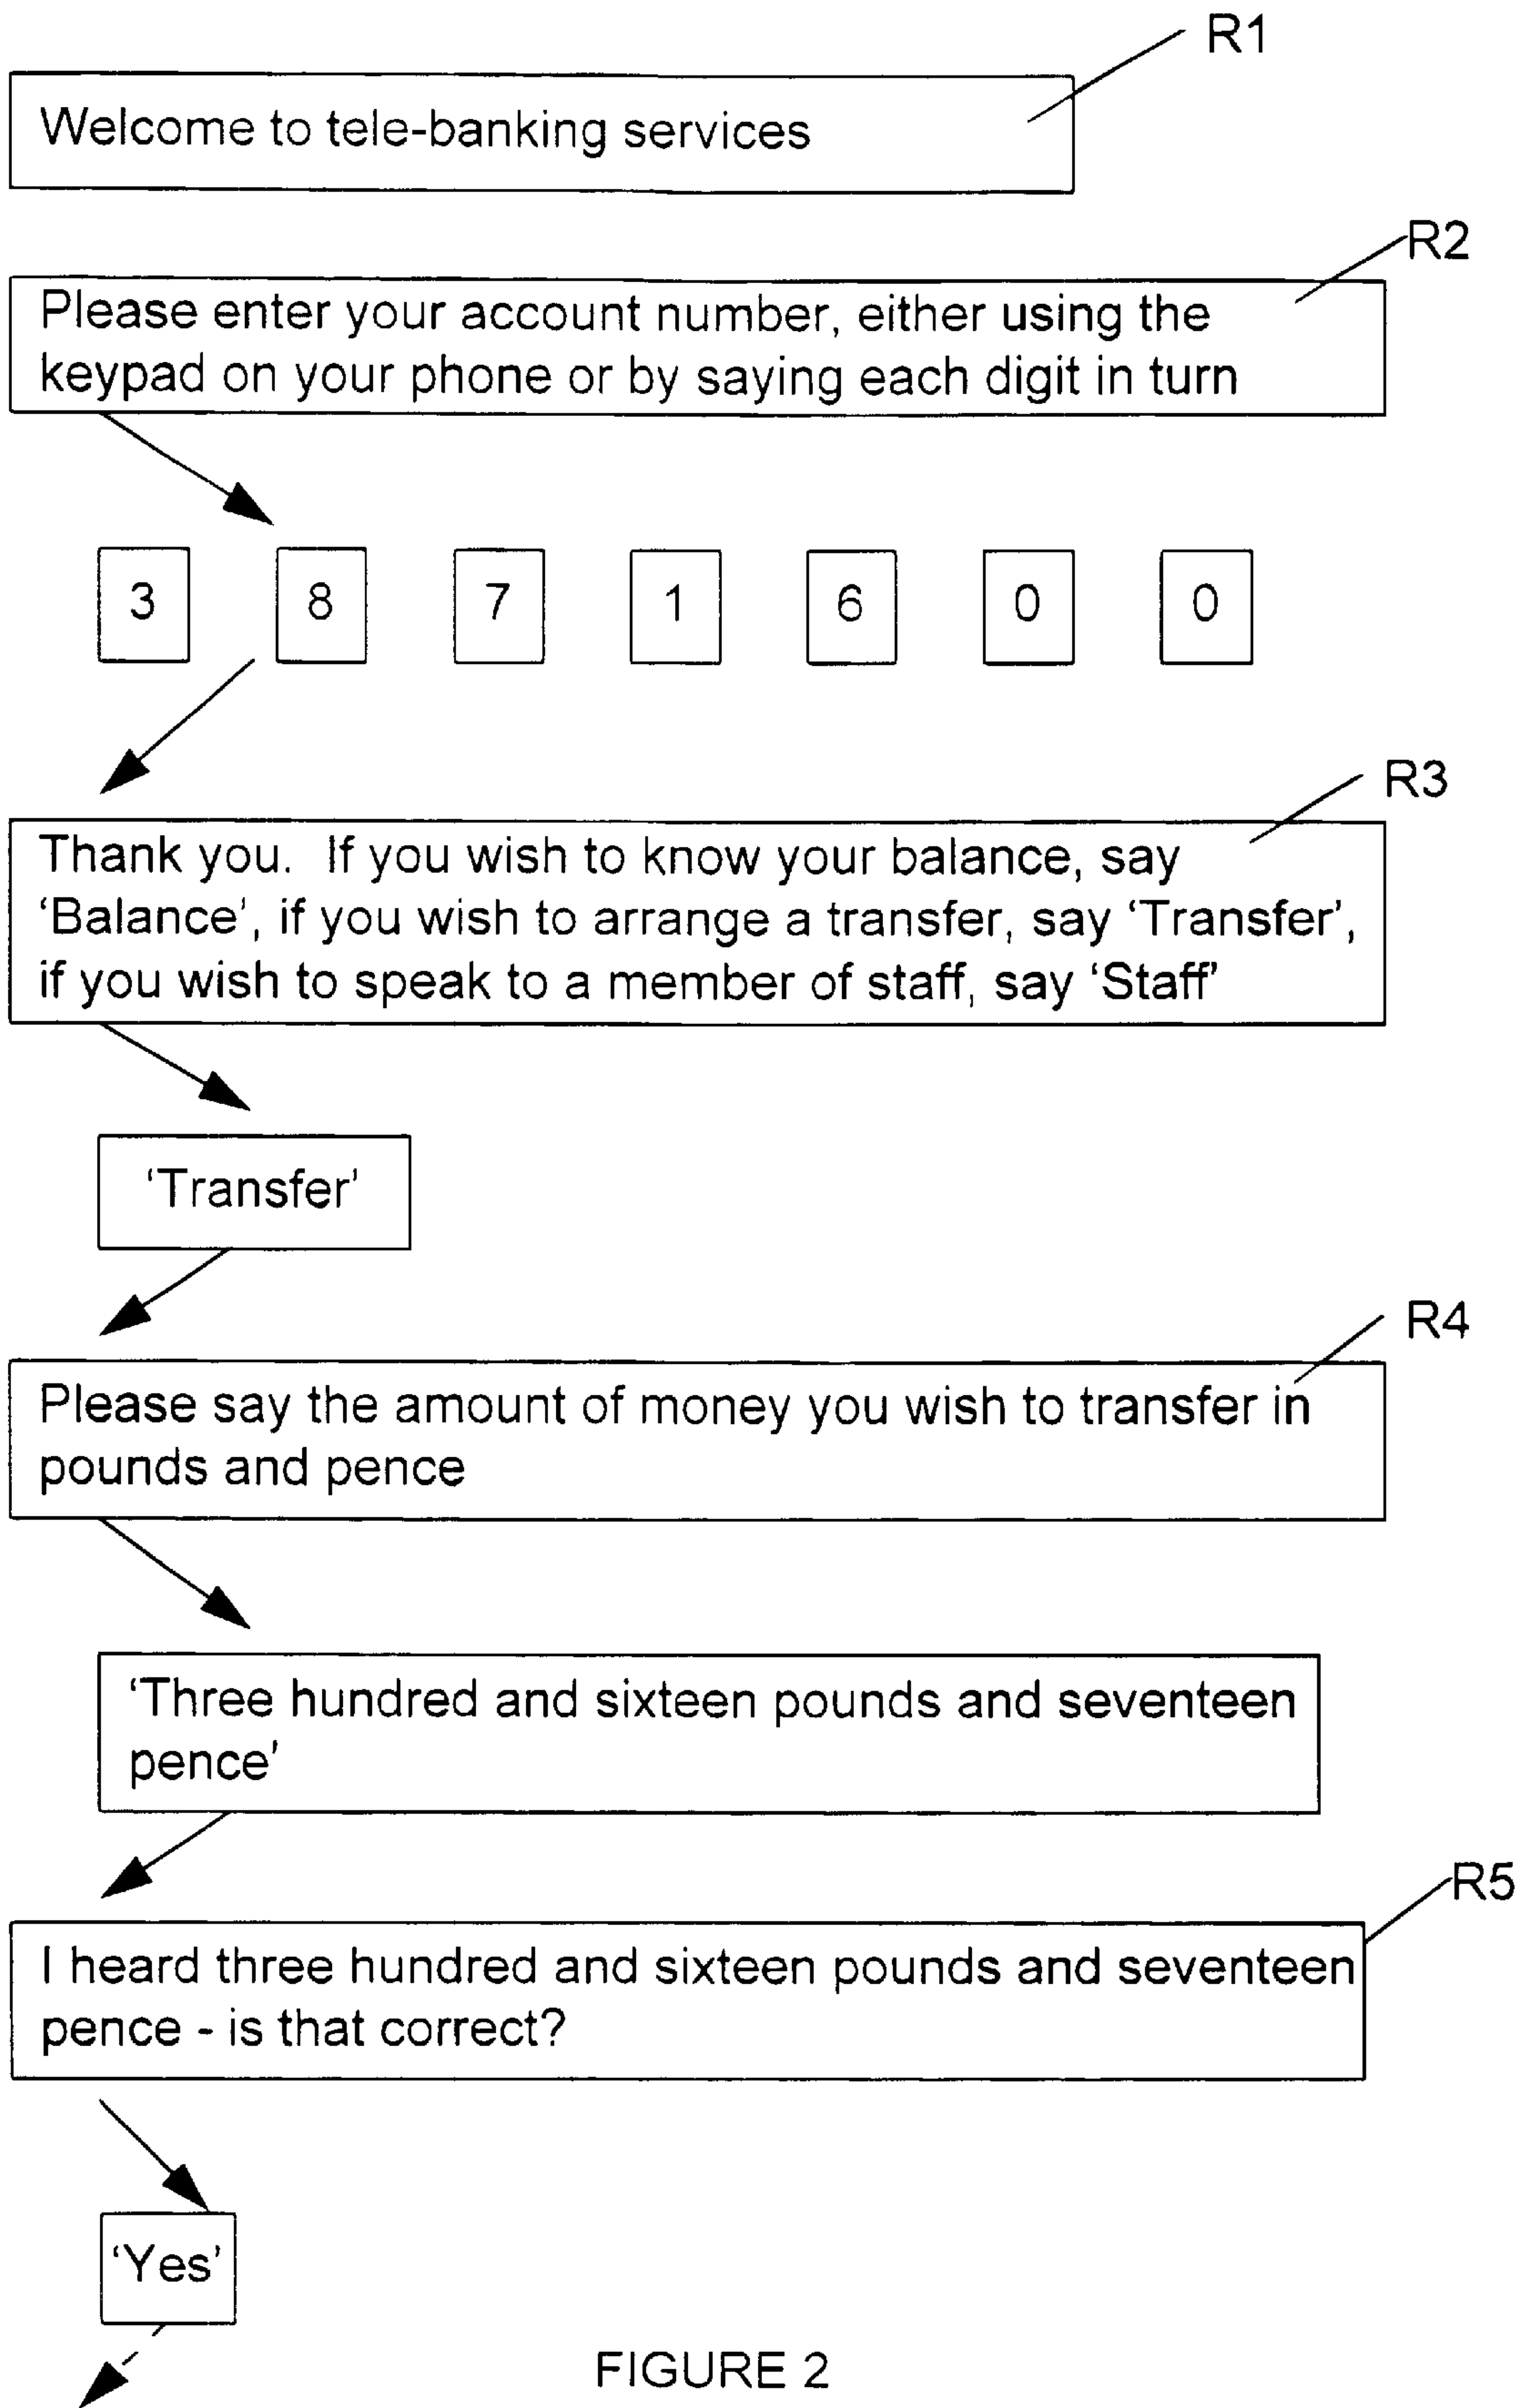 R1
Welcome to tele-banking services
R2
Please enter your account number, either using the
keypad on your phone or by saying each digit in turn
3 8 7 1 6 0 0
R3
Thank you. If you wish to know your balance, say
‘Balance’, if you wish to arrange a transfer, say ‘Transfer’,
if you wish to speak to a member of staff, say ‘Staff’
‘Transfer’
R4
Please say the amount of money you wish to transfer in
pounds and pence
‘Three hundred and sixteen pounds and seventeen
pence’
R5
I heard three hundred and sixteen pounds and seventeen
pence - is that correct?
‘Yes’
FIGURE 2